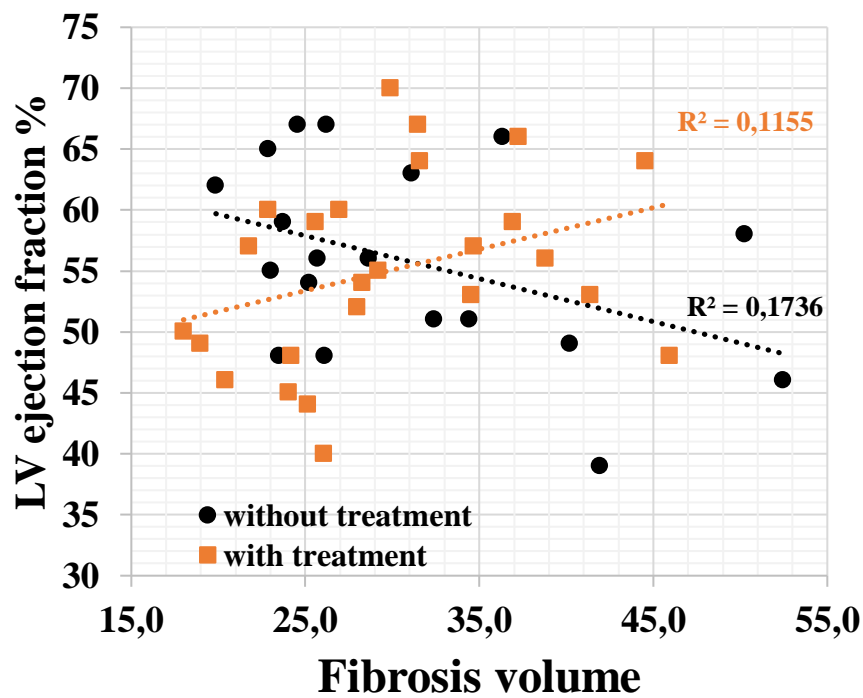 75
70
65
60
55
50
45
40
35
30
LV ejection fraction %
R² = 0,1155
R² = 0,1736
without treatment
with treatment
15,0 25,0 35,0 45,0 55,0
Fibrosis volume